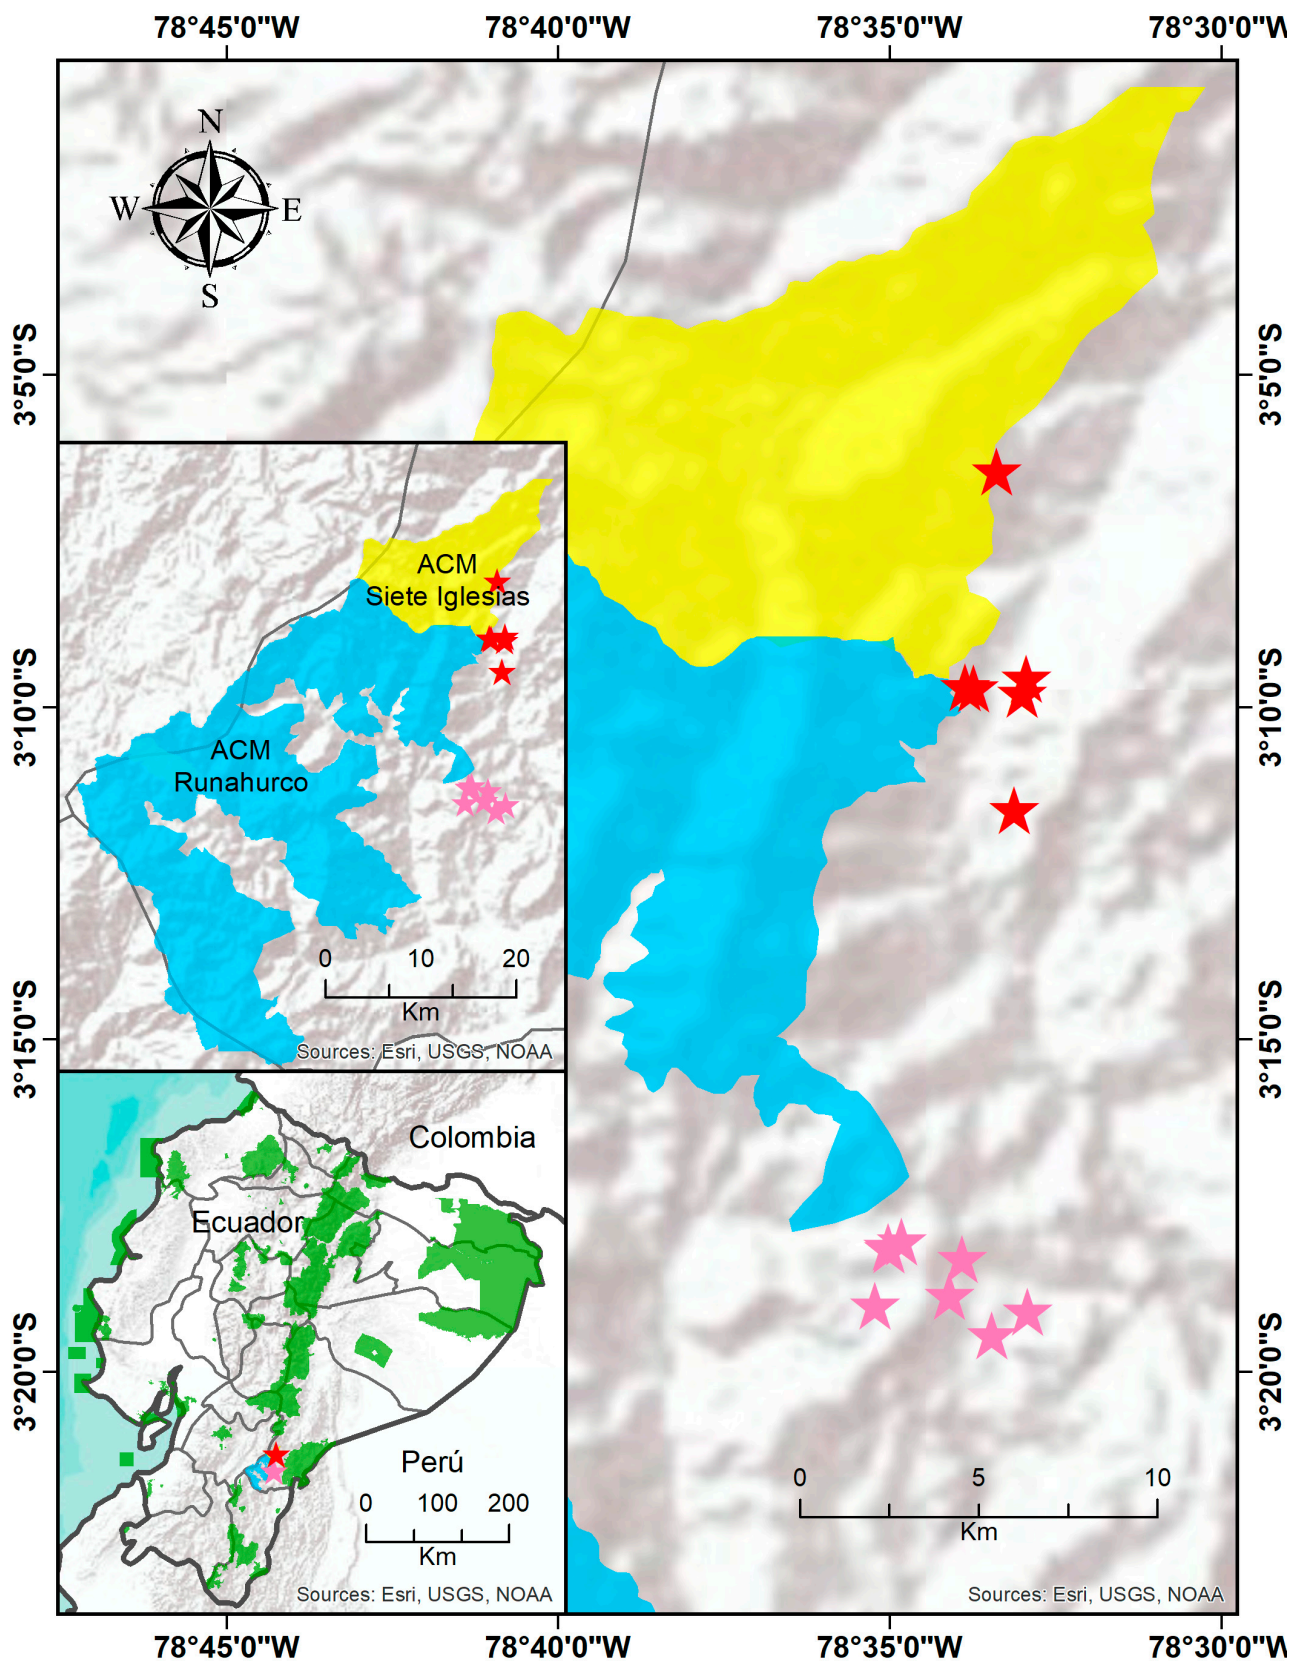 78°45'0"W 78°40'0"W 78°35'0"W 78°30'0"W
N
W E
S
3°5'0"S 3°5'0"S
ACM
Siete Iglesias
3°10'0"S 3°10'0"S
ACM
Runahurco
0 10 20
Km
Sources: Esri, USGS, NOAA
3°15'0"S 3°15'0"S
Colombia
Ecuador
3°20'0"S 3°20'0"S
Perú
0 100 200
Km
Sources: Esri, USGS, NOAA
0 5 10
Km
Sources: Esri, USGS, NOAA
78°45'0"W 78°40'0"W 78°35'0"W 78°30'0"W